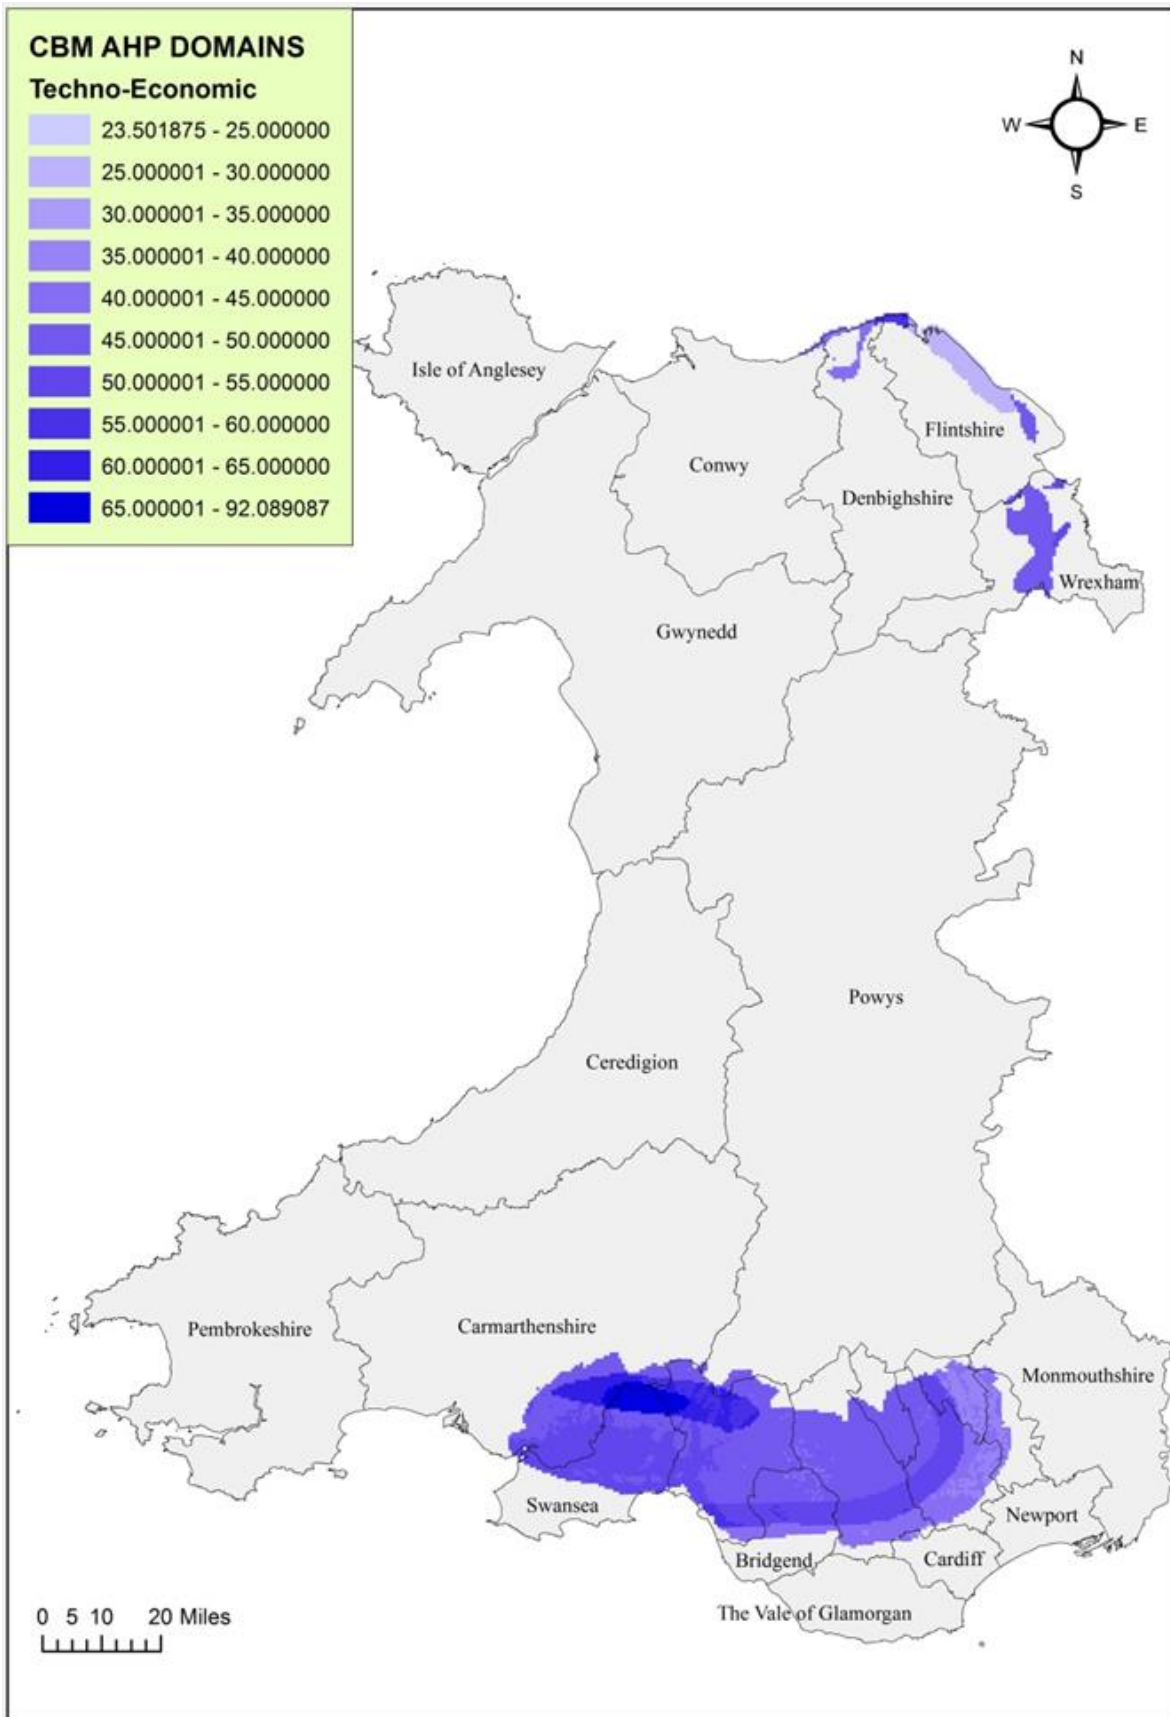 CBM AHP DOMAINS
Techno-Economic
23.501875 - 25.000000
25.000001 - 30.000000
30.000001 - 35.000000
35.000001 - 40.000000
40.000001 - 45.000000
45.000001 - 50.000000
50.000001 - 55.000000
55.000001 - 60.000000
60.000001 - 65.000000
65.000001 - 92.089087
N
W E
S
Isle of Anglesey
Flintshire
Conwy
Denbighshire
Wrexham
Gwynedd
Powys
Ceredigion
Pembrokeshire
Carmarthenshire
Monmouthshire
Swansea
Newport
Bridgend
Cardiff
The Vale of Glamorgan
0 5 10 20 Miles